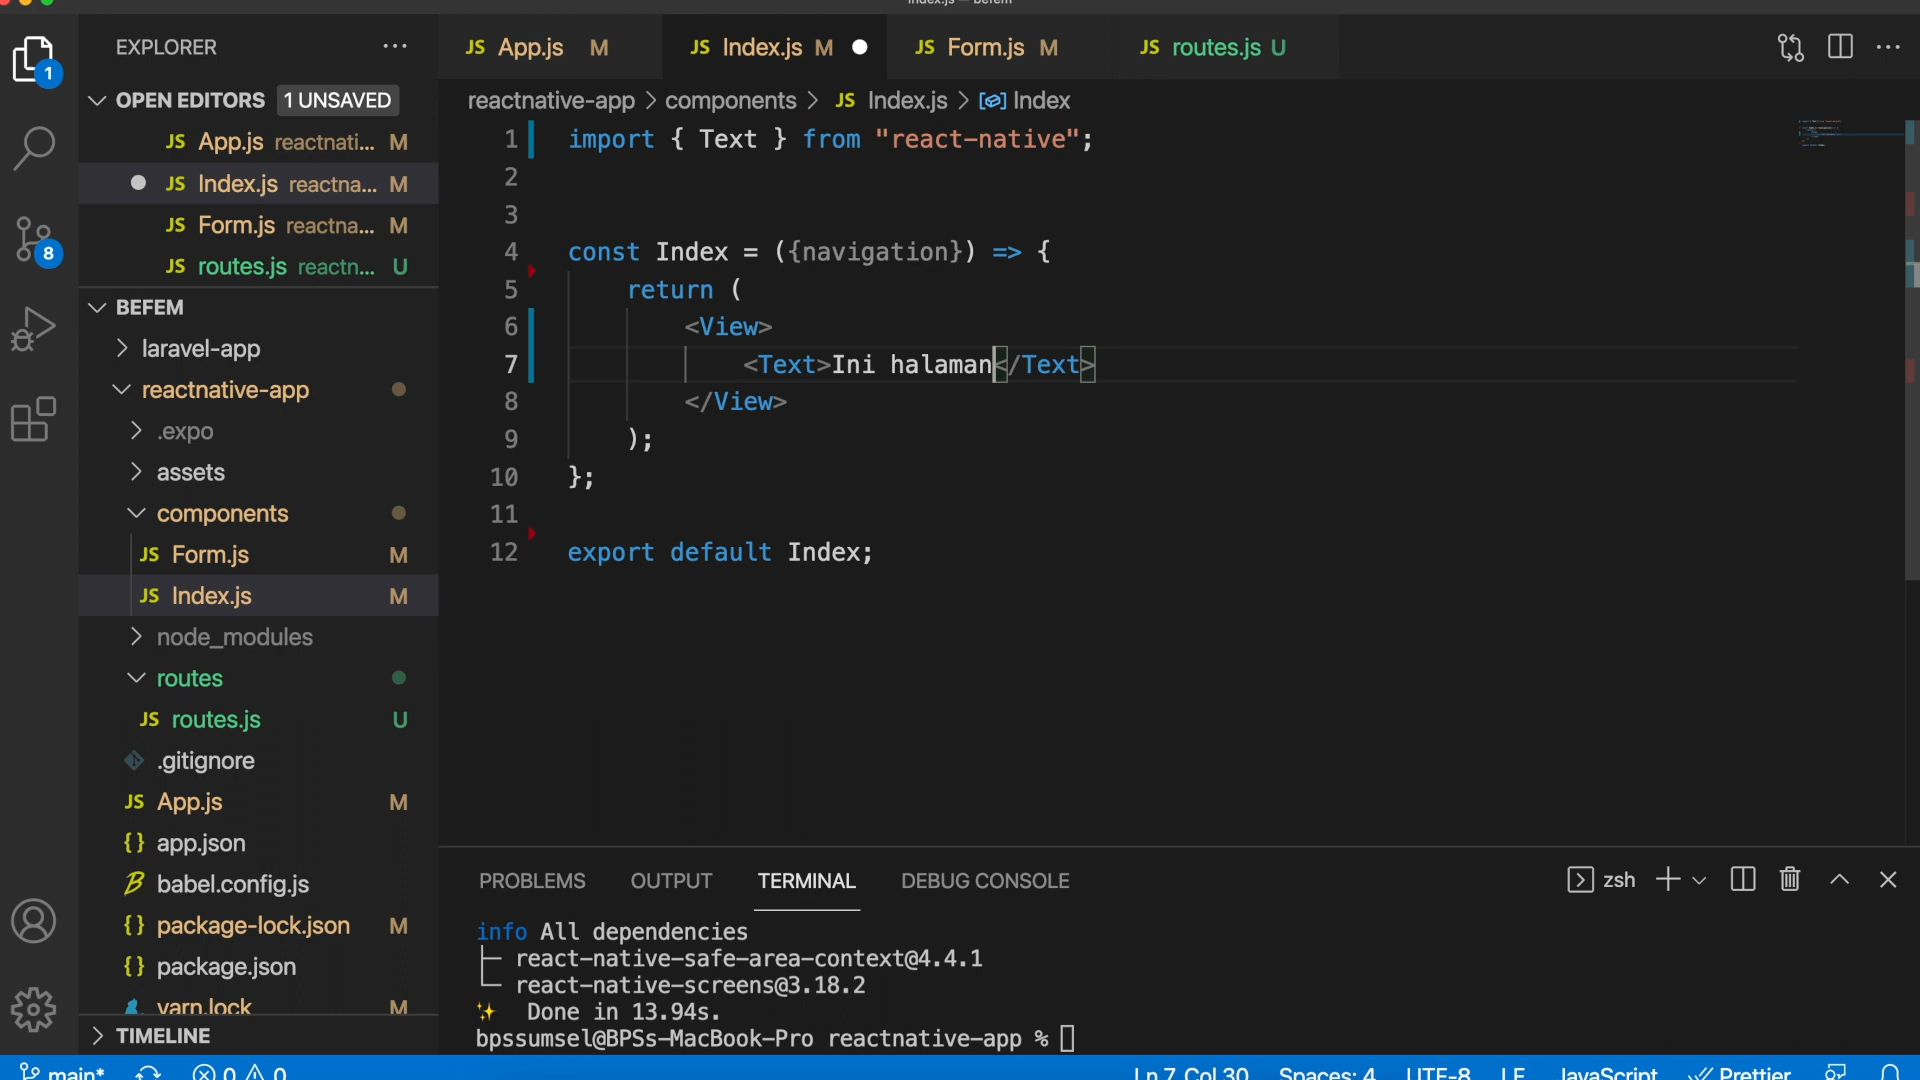 Index.js — befem
EXPLORER
OPEN EDITORS 1 UNSAVED
JS App.js reactnati... M
JS Index.js reactna... M
JS Form.js reactna... M
JS routes.js reactn... U
BEFEM
laravel-app
reactnative-app
.expo
assets
components
JS Form.js M
JS Index.js M
node_modules
routes
JS routes.js U
.gitignore
JS App.js M
{} app.json
babel.config.js
{} package-lock.json M
{} package.json
yarn.lock M
TIMELINE
1
8
JS App.js M JS Index.js M JS Form.js M JS routes.js U
reactnative-app > components > JS Index.js > Index
1 import { Text } from "react-native";
2
3
4 const Index = ({navigation}) => {
5 return (
6 <View>
7 <Text>Ini halaman</Text>
8 </View>
9 );
10 };
11
12 export default Index;
PROBLEMS OUTPUT TERMINAL DEBUG CONSOLE zsh
info All dependencies
├─ react-native-safe-area-context@4.4.1
└─ react-native-screens@3.18.2
✨ Done in 13.94s.
bpssumsel@BPSs-MacBook-Pro reactnative-app %
main* 0 0 Ln 7, Col 30 Spaces: 4 UTF-8 LF JavaScript Prettier